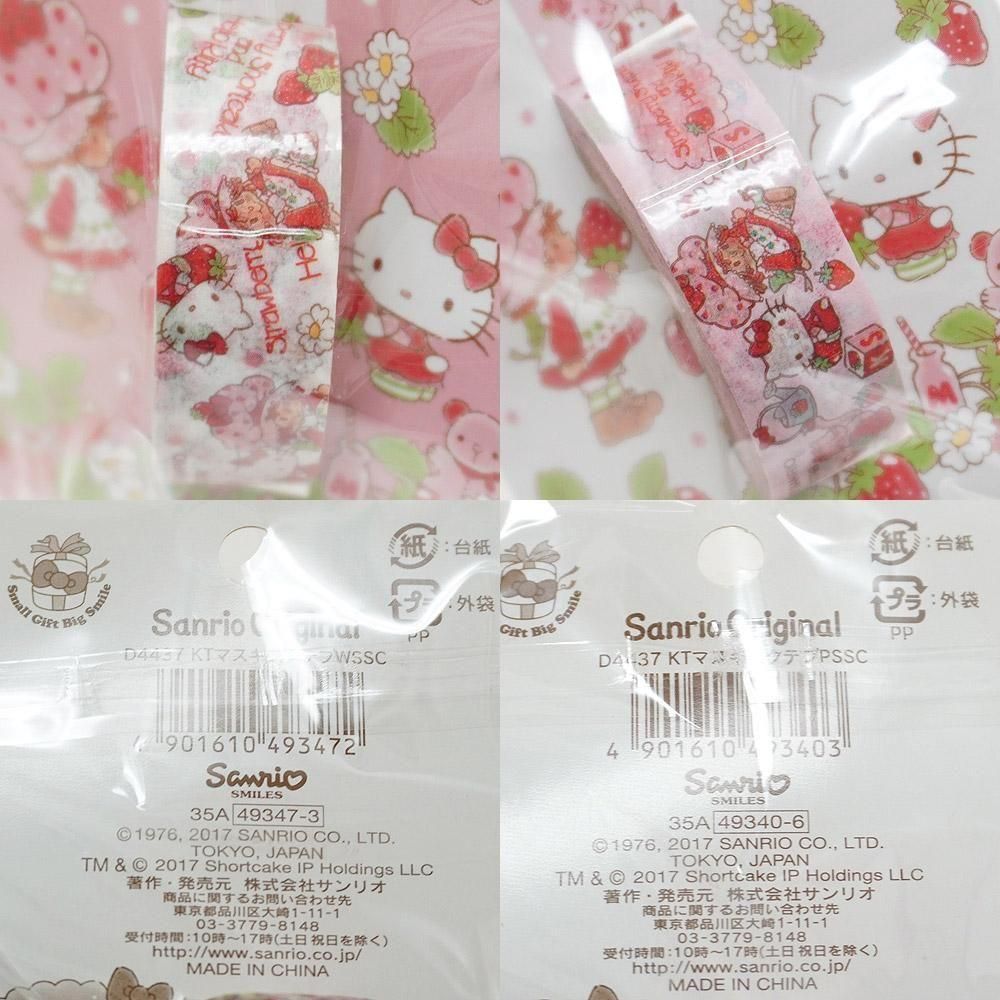 Strawberry
and
Small Gift Big Smile
紙:台紙
プラ:外袋
PP
Sanrio Original
D4437 KTマスキ
WSSC
4 901610 493472
Sanrio
SMILES
35A 49347-3
©1976, 2017 SANRIO CO., LTD.
TOKYO, JAPAN
TM & © 2017 Shortcake IP Holdings LLC
著作・発売元 株式会社サンリオ
商品に関するお問い合わせ先
東京都品川区大崎1-11-1
03-3779-8148
受付時間:10時~17時(土日祝日を除く)
http://www.sanrio.co.jp/
MADE IN CHINA
Gift Big Smile
紙:台紙
プラ:外袋
PP
Sanrio Original
D4437 KTマスキングテープPSSC
4 901610 493403
Sanrio
SMILES
35A 49340-6
©1976, 2017 SANRIO CO., LTD.
TOKYO, JAPAN
TM & © 2017 Shortcake IP Holdings LLC
著作・発売元 株式会社サンリオ
商品に関するお問い合わせ先
東京都品川区大崎1-11-1
03-3779-8148
受付時間:10時~17時(土日祝日を除く)
http://www.sanrio.co.jp/
MADE IN CHINA